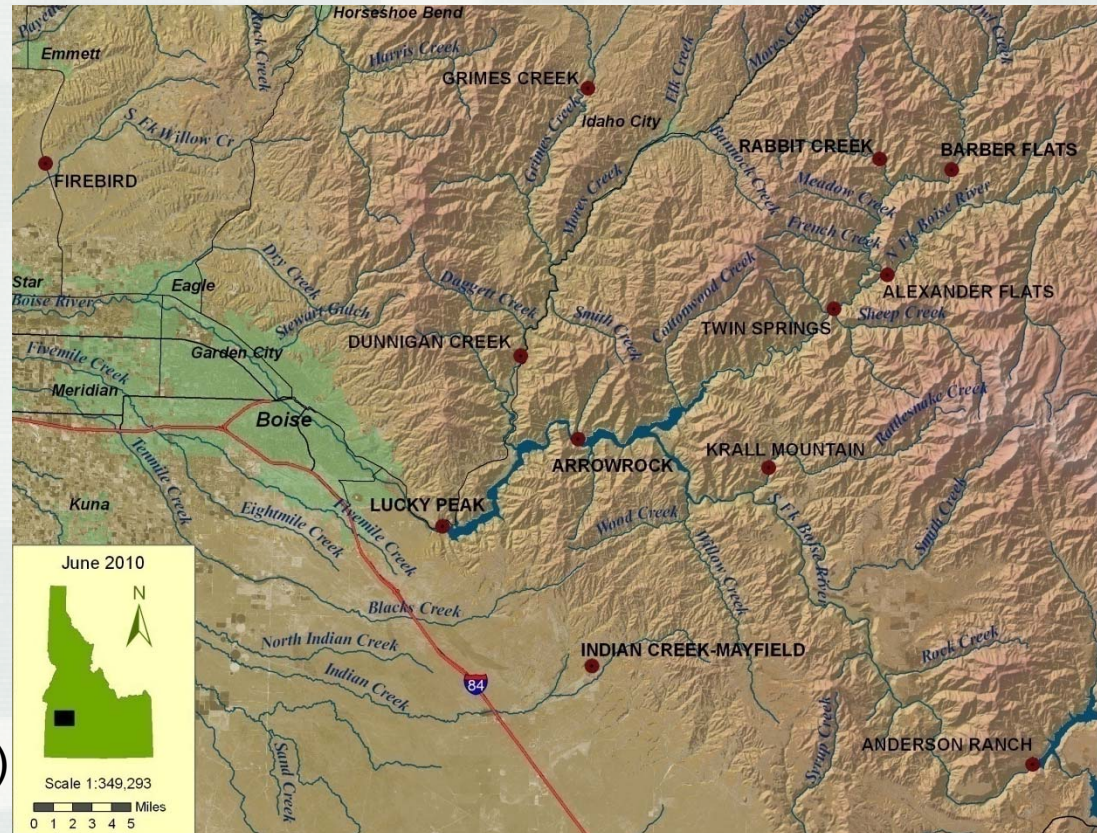 Payette
Emmett
Rock Creek
Horseshoe Bend
Harris Creek
GRIMES CREEK
Elk Creek
Mores Creek
Owl Creek
S Fk Willow Cr
FIREBIRD
Grimes Creek
Idaho City
Mores Creek
Bannock Creek
RABBIT CREEK
BARBER FLATS
Meadow Creek
French Creek
N Fk Boise River
ALEXANDER FLATS
Star
Boise River
Eagle
Dry Creek
Stewart Gulch
Daggett Creek
Smith Creek
Cottonwood Creek
TWIN SPRINGS
Sheep Creek
Fivemile Creek
Garden City
DUNNIGAN CREEK
Meridian
Boise
Rattlesnake Creek
Tenmile Creek
ARROWROCK
KRALL MOUNTAIN
Kuna
Eightmile Creek
LUCKY PEAK
Fivemile Creek
Wood Creek
Willow Creek
S Fk Boise River
Smith Creek
Blacks Creek
North Indian Creek
Indian Creek
84
INDIAN CREEK-MAYFIELD
Rock Creek
Sand Creek
Syrup Creek
ANDERSON RANCH
June 2010
N
Scale 1:349,293
0 1 2 3 4 5 Miles
)